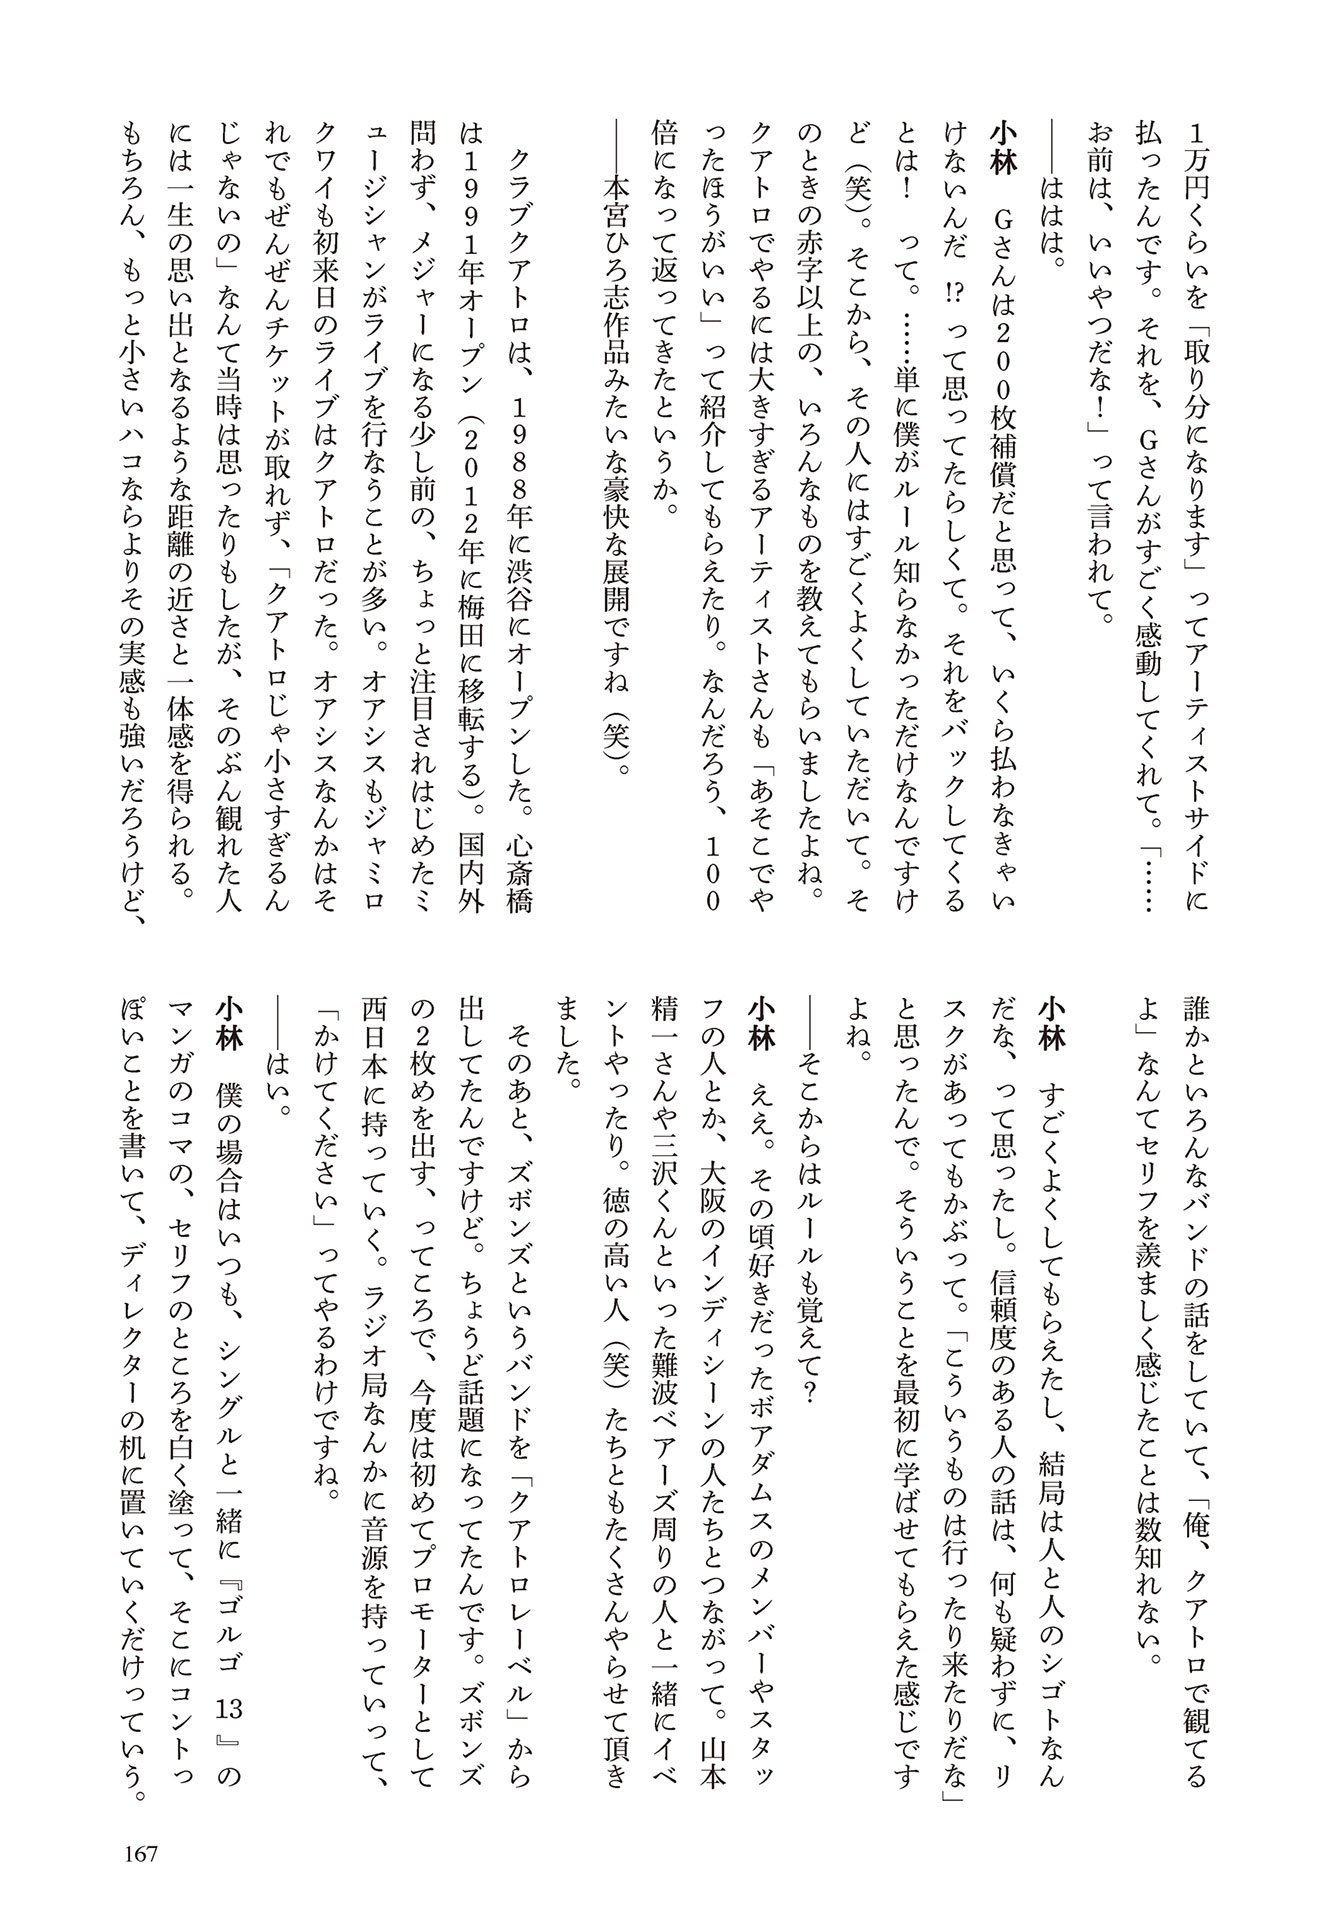 1万円くらいを「取り分になります」ってアーティストサイドに
払ったんです。それを、Gさんがすごく感動してくれて。「……
お前は、いいやつだな！」って言われて。
――ははは。
小林　Gさんは200枚補償だと思って、いくら払わなきゃい
けないんだ⁉って思ってたらしくて。それをバックしてくる
とは！　って。……単に僕がルール知らなかっただけなんですけ
ど（笑）。そこから、その人にはすごくよくしていただいて。そ
のときの赤字以上の、いろんなものを教えてもらいましたよね。
クアトロでやるには大きすぎるアーティストさんも「あそこでや
ったほうがいい」って紹介してもらえたり。なんだろう、100
倍になって返ってきたというか。
――本宮ひろ志作品みたいな豪快な展開ですね（笑）。
　クラブクアトロは、1988年に渋谷にオープンした。心斎橋
は1991年オープン（2012年に梅田に移転する）。国内外
問わず、メジャーになる少し前の、ちょっと注目されはじめたミ
ュージシャンがライブを行なうことが多い。オアシスもジャミロ
クワイも初来日のライブはクアトロだった。オアシスなんかはそ
れでもぜんぜんチケットが取れず、「クアトロじゃ小さすぎるん
じゃないの」なんて当時は思ったりもしたが、そのぶん観れた人
には一生の思い出となるような距離の近さと一体感を得られる。
もちろん、もっと小さいハコならよりその実感も強いだろうけど、
誰かといろんなバンドの話をしていて、「俺、クアトロで観てる
よ」なんてセリフを羨ましく感じたことは数知れない。
小林　すごくよくしてもらえたし、結局は人と人のシゴトなん
だな、って思ったし。信頼度のある人の話は、何も疑わずに、リ
スクがあってもかぶって。「こういうものは行ったり来たりだな」
と思ったんで。そういうことを最初に学ばせてもらえた感じです
よね。
――そこからはルールも覚えて？
小林　ええ。その頃好きだったボアダムスのメンバーやスタッ
フの人とか、大阪のインディシーンの人たちとつながって。山本
精一さんや三沢くんといった難波ベアーズ周りの人と一緒にイベ
ントやったり。徳の高い人（笑）たちともたくさんやらせて頂き
ました。
　そのあと、ズボンズというバンドを「クアトロレーベル」から
出してたんですけど。ちょうど話題になってたんです。ズボンズ
の2枚めを出す、ってころで、今度は初めてプロモーターとして
西日本に持っていく。ラジオ局なんかに音源を持っていって、
「かけてください」ってやるわけですね。
――はい。
小林　僕の場合はいつも、シングルと一緒に『ゴルゴ13』の
マンガのコマの、セリフのところを白く塗って、そこにコントっ
ぽいことを書いて、ディレクターの机に置いていくだけっていう。
167